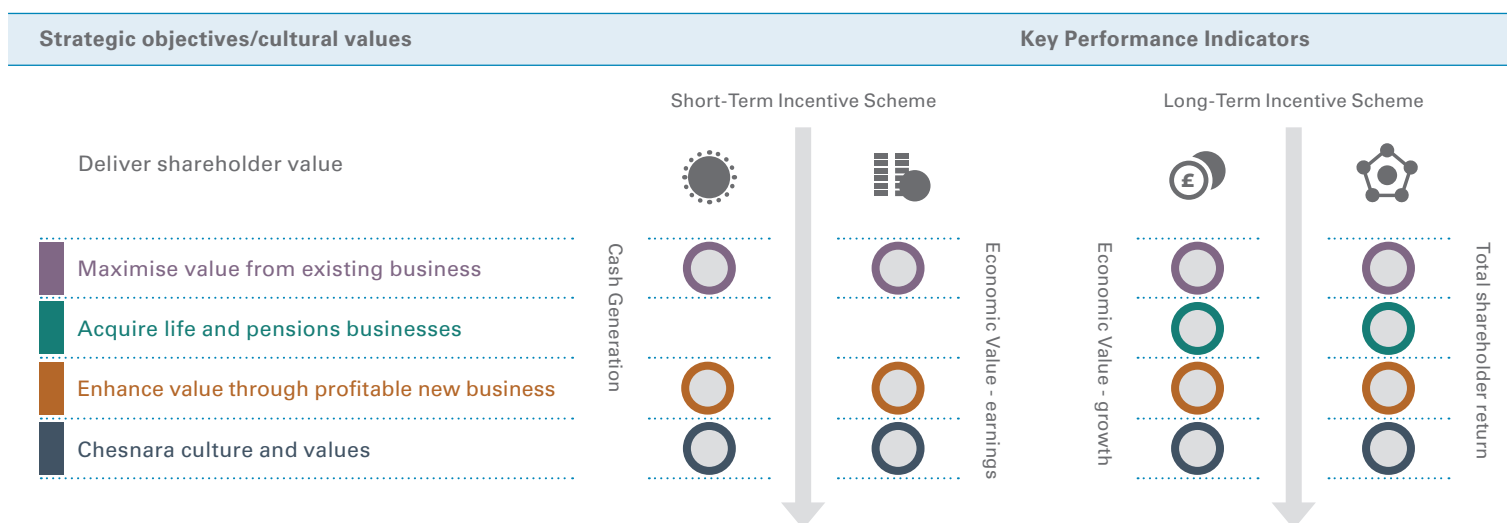 Strategic objectives/cultural values
Key Performance Indicators
Short-Term Incentive Scheme
Long-Term Incentive Scheme
Deliver shareholder value
£
Maximise value from existing business
Acquire life and pensions businesses
Enhance value through profitable new business
Chesnara culture and values
Cash Generation
Economic Value - earnings
Economic Value - growth
Total shareholder return